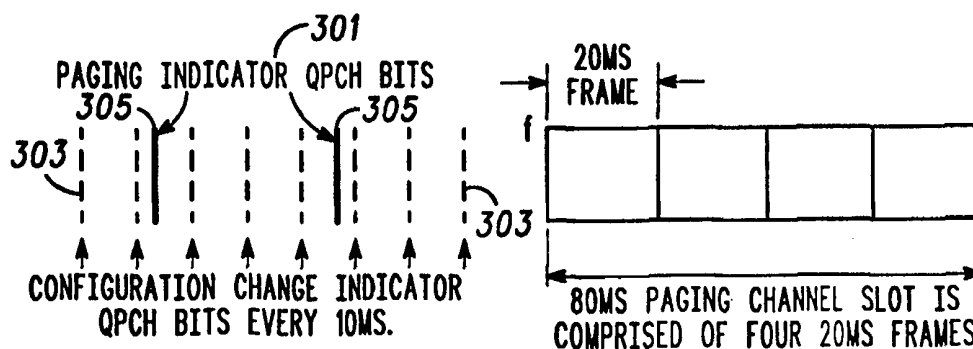 301
PAGING INDICATOR QPCH BITS
305
305
303
303
CONFIGURATION CHANGE INDICATOR
QPCH BITS EVERY 10MS.
20MS
FRAME
f
80MS PAGING CHANNEL SLOT IS
COMPRISED OF FOUR 20MS FRAMES